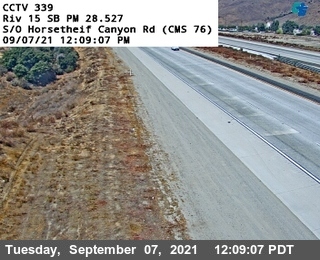 CCTV 339
Riv 15 SB PM 28.527
S/O Horsetheif Canyon Rd (CMS 76)
09/07/21 12:09:07 PM
Tuesday, September 07, 2021 12:09:07 PDT